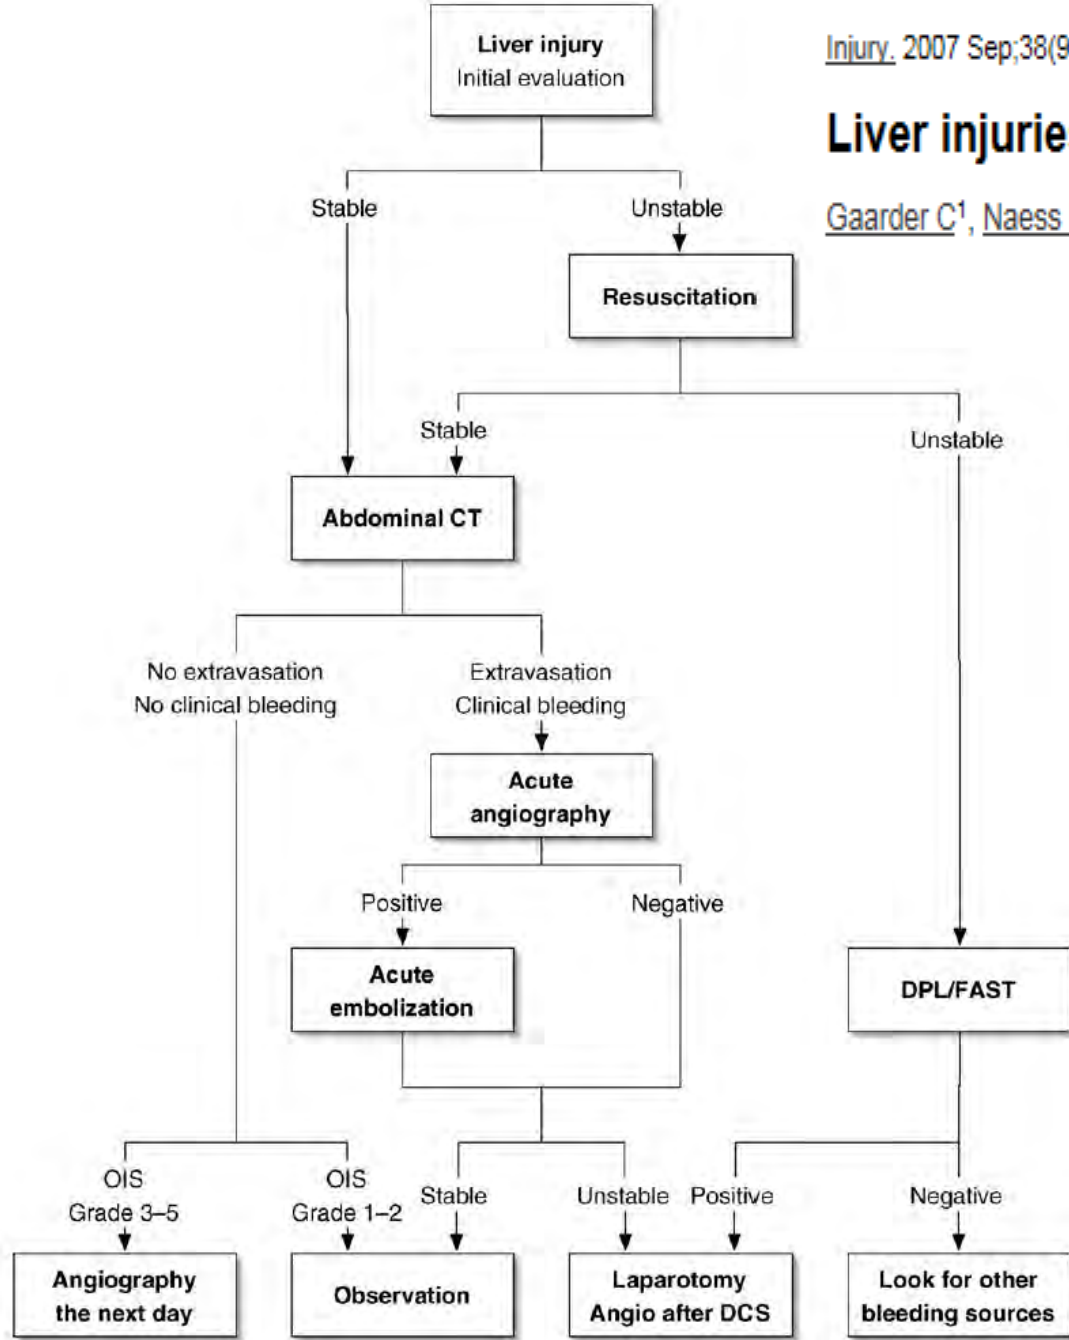 Liver injury
Initial evaluation
Injury. 2007 Sep;38(9
Liver injurie
Gaarder C1, Naess
Stable
Unstable
Resuscitation
Stable
Unstable
Abdominal CT
No extravasation
No clinical bleeding
Extravasation
Clinical bleeding
Acute
angiography
Positive
Negative
Acute
embolization
DPL/FAST
OIS
Grade 3–5
OIS
Grade 1–2
Stable
Unstable
Positive
Negative
Angiography
the next day
Observation
Laparotomy
Angio after DCS
Look for other
bleeding sources